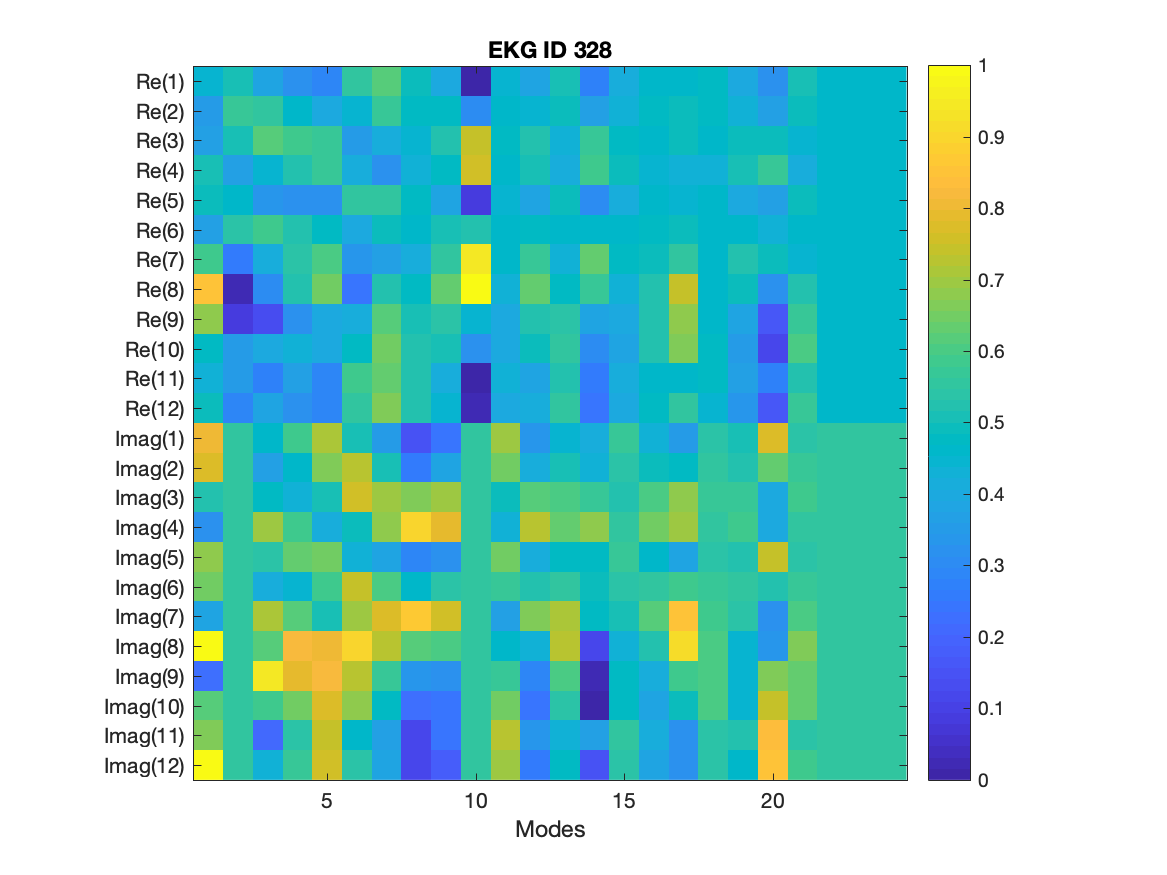 EKG ID 328
Re(1)
Re(2)
Re(3)
Re(4)
Re(5)
Re(6)
Re(7)
Re(8)
Re(9)
Re(10)
Re(11)
Re(12)
Imag(1)
Imag(2)
Imag(3)
Imag(4)
Imag(5)
Imag(6)
Imag(7)
Imag(8)
Imag(9)
Imag(10)
Imag(11)
Imag(12)
5 10 15 20
Modes
1
0.9
0.8
0.7
0.6
0.5
0.4
0.3
0.2
0.1
0